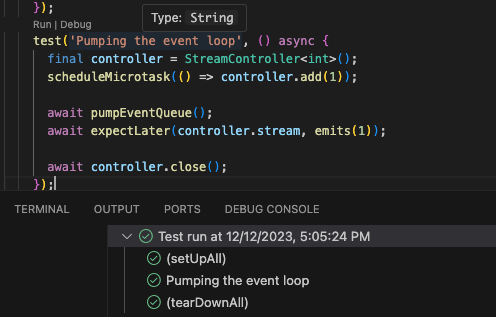 });
Type: String
Run | Debug
test('Pumping the event loop', () async {
final controller = StreamController<int>();
scheduleMicrotask(() => controller.add(1));
await pumpEventQueue();
await expectLater(controller.stream, emits(1));
await controller.close();
});
TERMINAL OUTPUT PORTS DEBUG CONSOLE
Test run at 12/12/2023, 5:05:24 PM
(setUpAll)
Pumping the event loop
(tearDownAll)